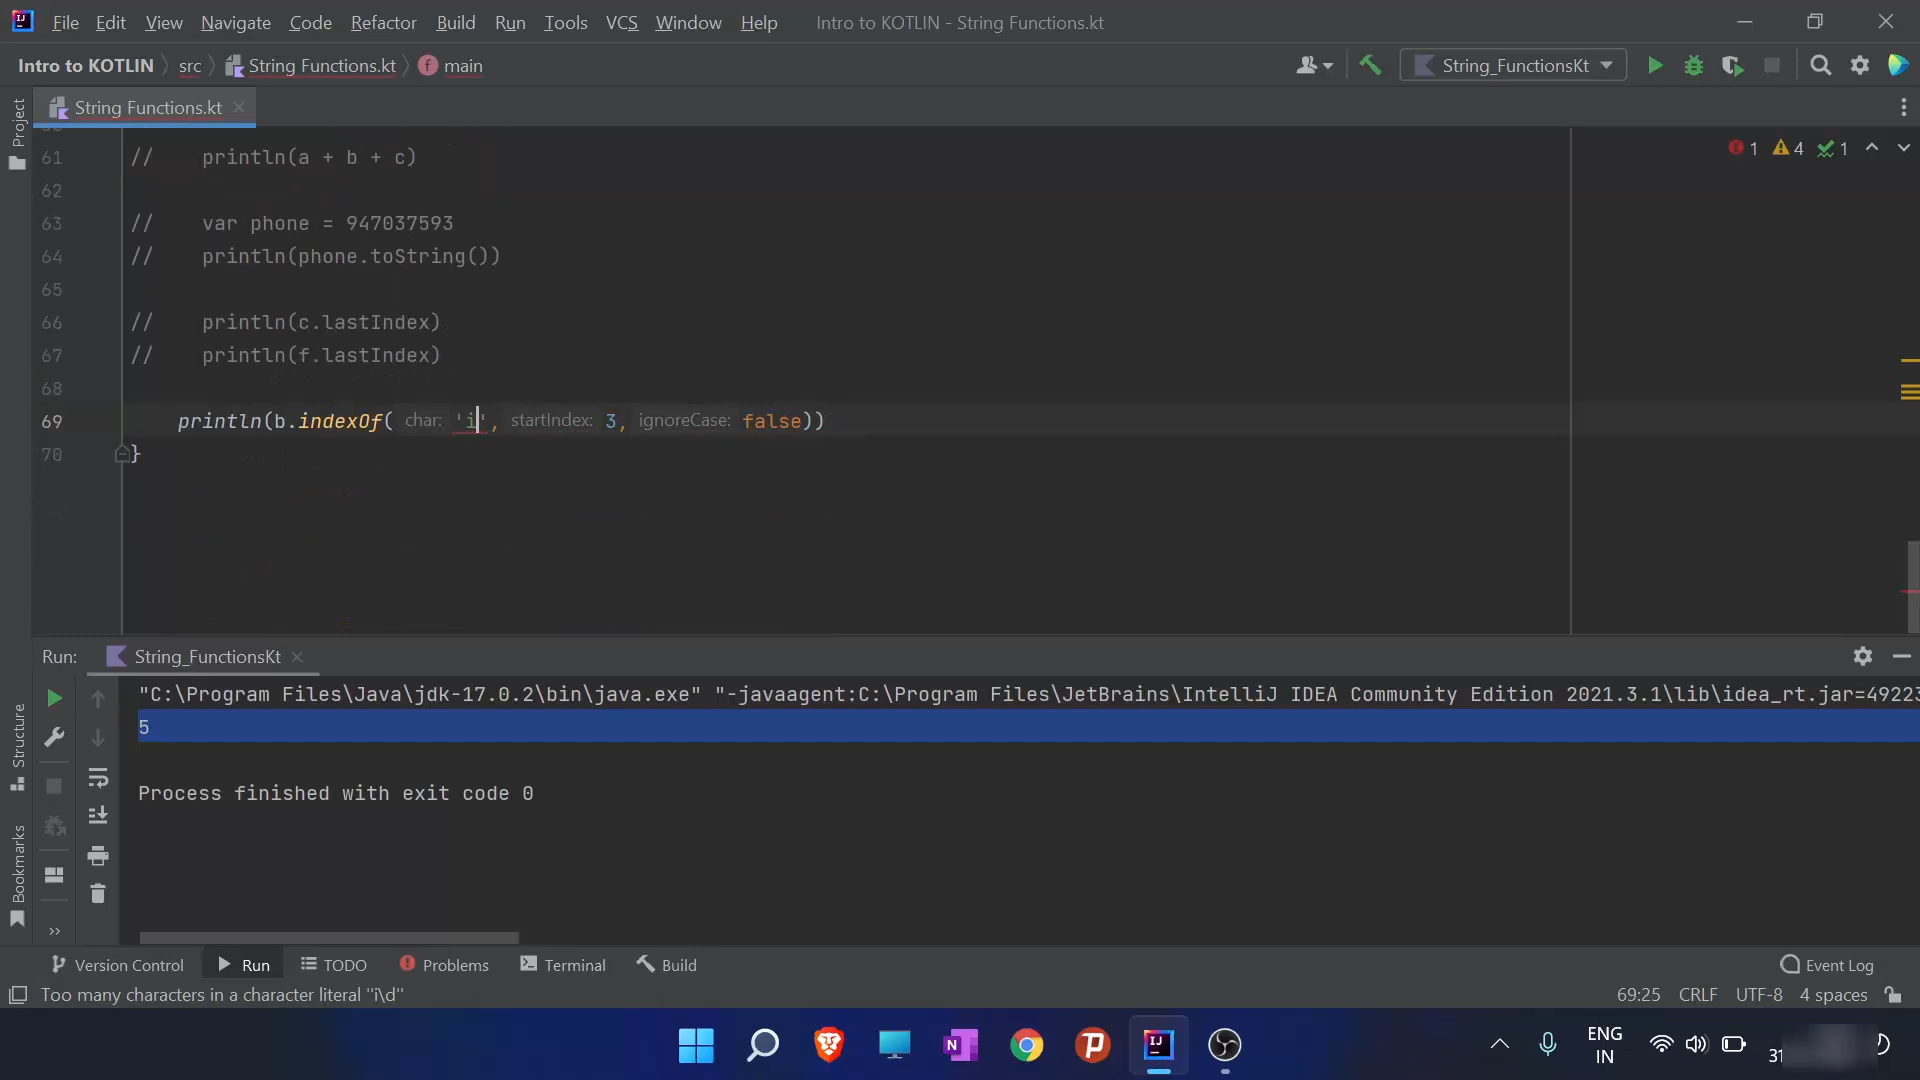 File Edit View Navigate Code Refactor Build Run Tools VCS Window Help Intro to KOTLIN - String Functions.kt
Intro to KOTLIN src String Functions.kt main String_FunctionsKt
String Functions.kt
Project
1 4 1
61 // println(a + b + c)
62
63 // var phone = 947037593
64 // println(phone.toString())
65
66 // println(c.lastIndex)
67 // println(f.lastIndex)
68
69 println(b.indexOf( char: 'i', startIndex: 3, ignoreCase: false))
70 }
Run: String_FunctionsKt
"C:\Program Files\Java\jdk-17.0.2\bin\java.exe" "-javaagent:C:\Program Files\JetBrains\IntelliJ IDEA Community Edition 2021.3.1\lib\idea_rt.jar=49223
5
Process finished with exit code 0
Structure
Bookmarks
Version Control Run TODO Problems Terminal Build Event Log
Too many characters in a character literal ''i\d'' 69:25 CRLF UTF-8 4 spaces
ENG
IN
31